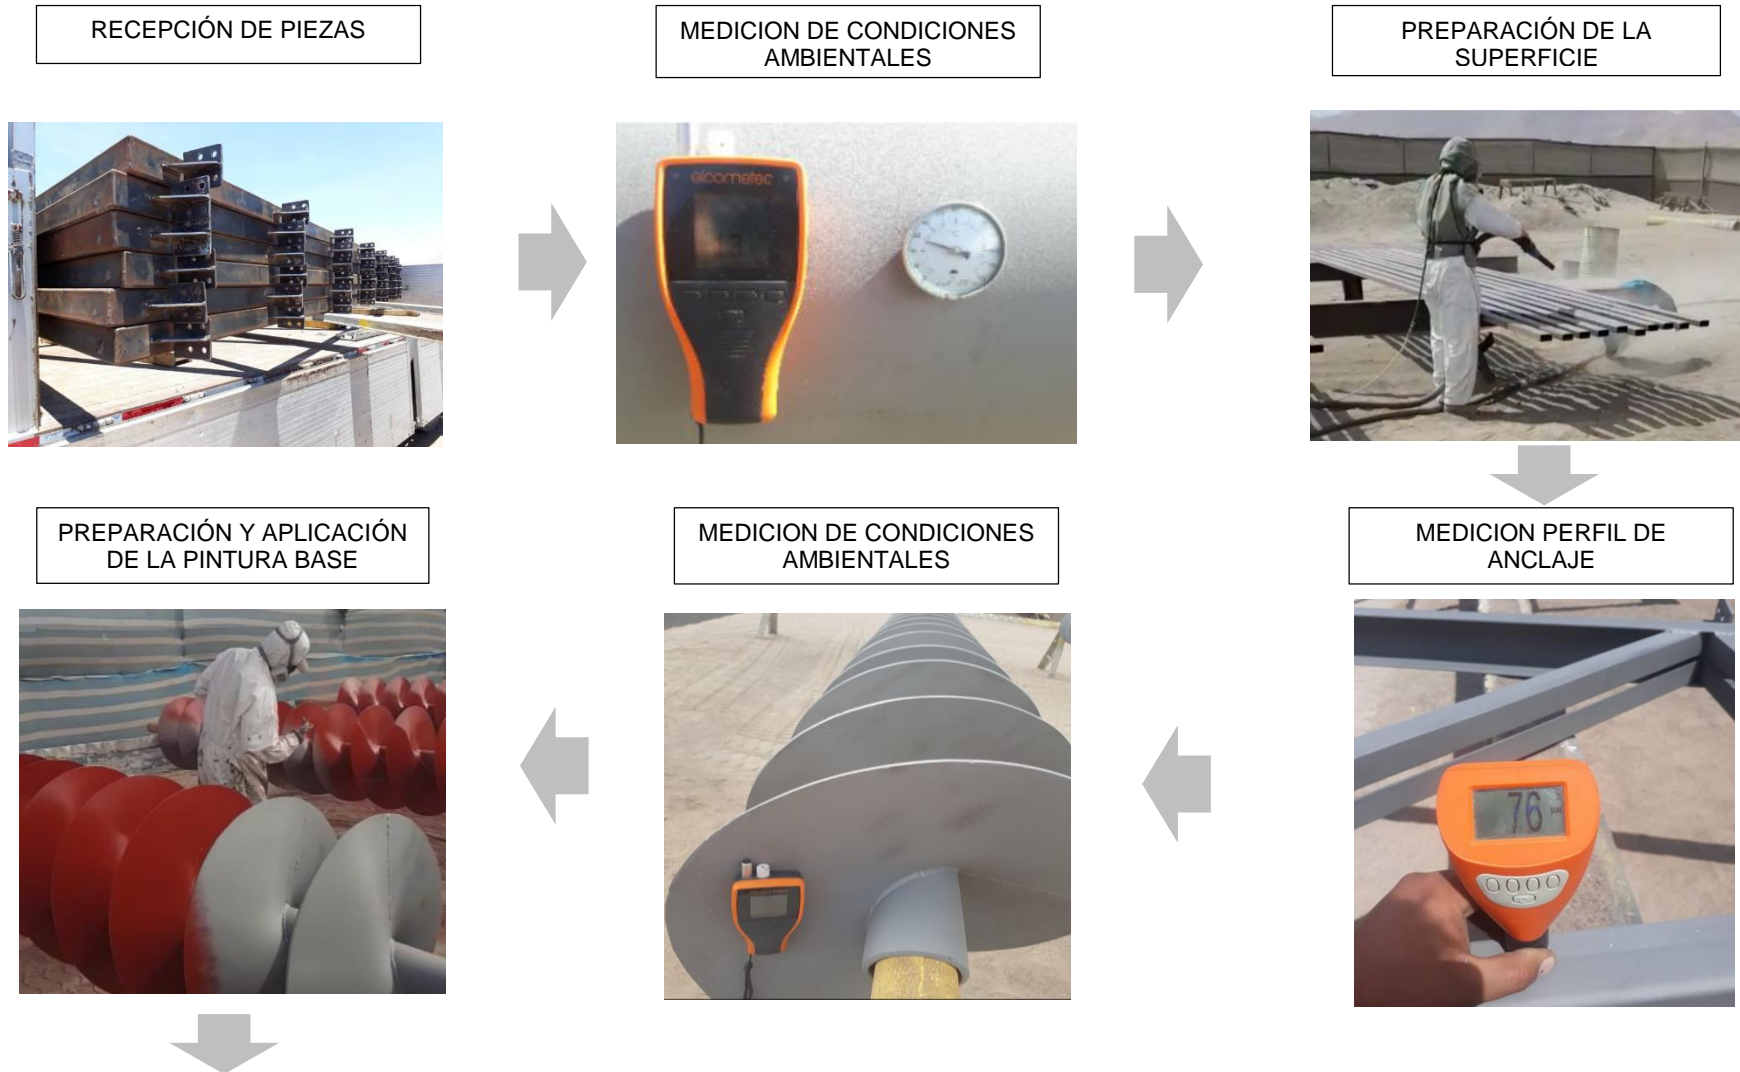 RECEPCIÓN DE PIEZAS
MEDICION DE CONDICIONES
AMBIENTALES
PREPARACIÓN DE LA
SUPERFICIE
elcometer
PREPARACIÓN Y APLICACIÓN
DE LA PINTURA BASE
MEDICION DE CONDICIONES
AMBIENTALES
MEDICION PERFIL DE
ANCLAJE
76